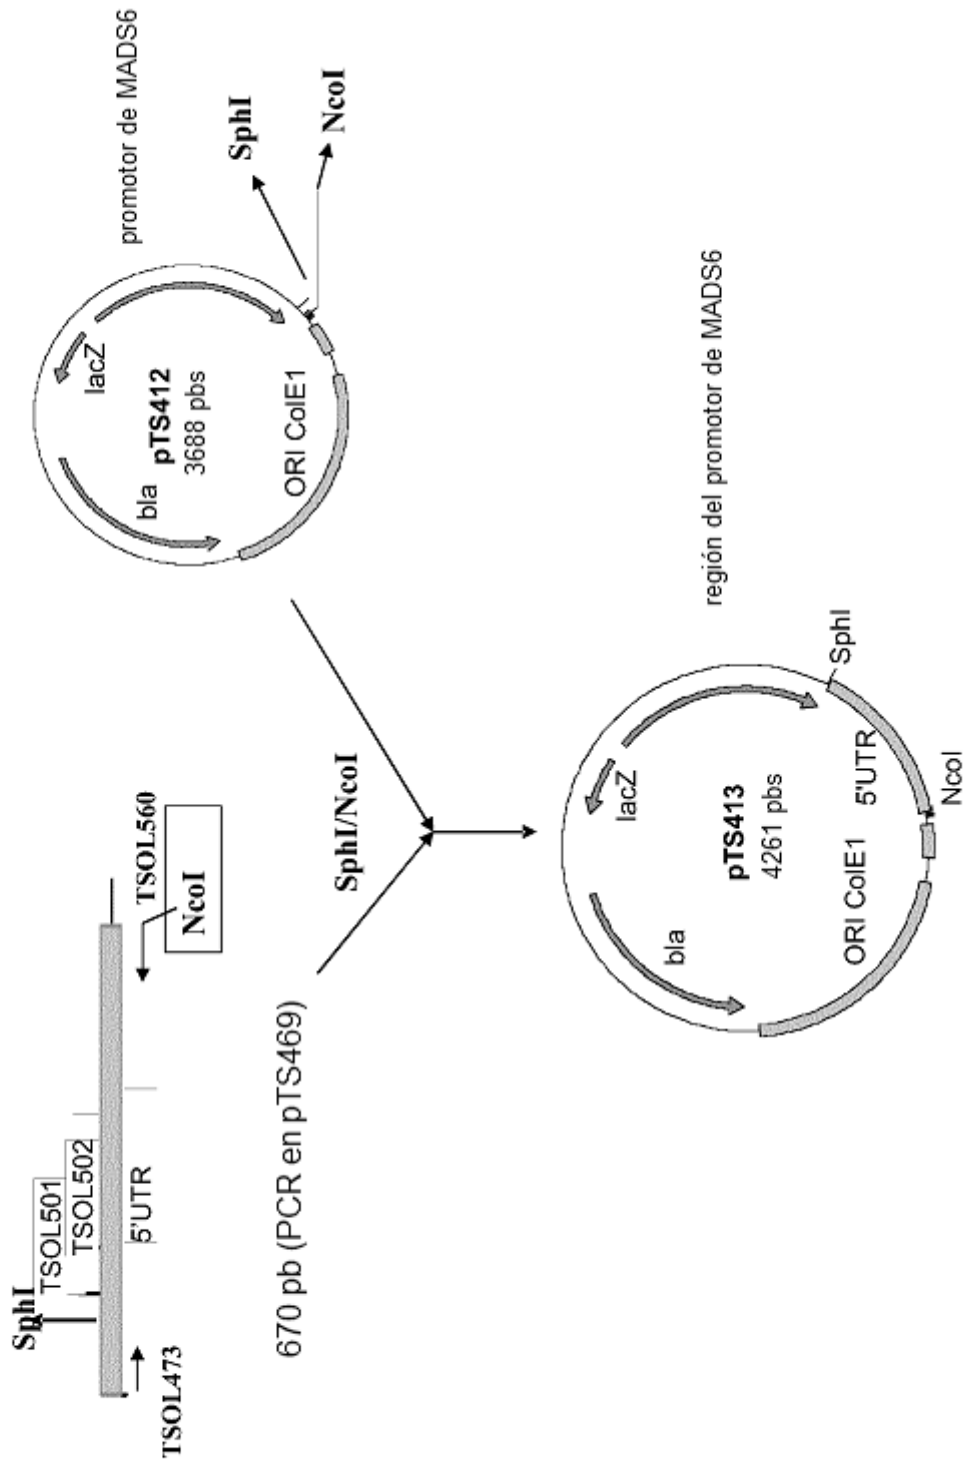 SphI
TSOL501
TSOL502
5'UTR
TSOL473
TSOL560
NcoI
670 pb (PCR en pTS469)
SphI/NcoI
promotor de MADS6
lacZ
bla
pTS412
3688 pbs
ORI ColE1
SphI
NcoI
región del promotor de MADS6
lacZ
bla
pTS413
4261 pbs
ORI ColE1
5'UTR
SphI
NcoI